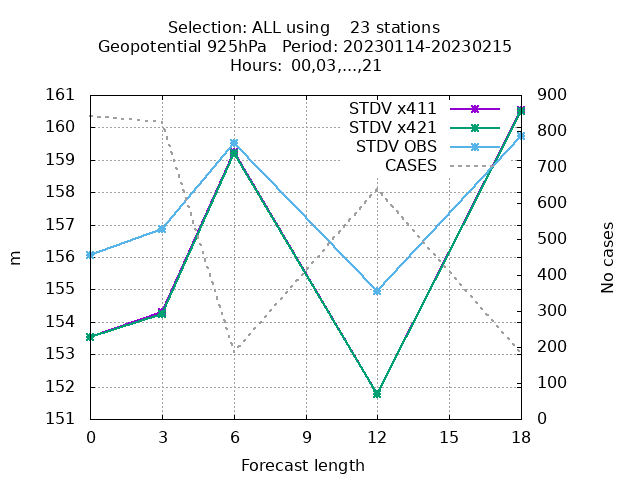 Selection: ALL using    23 stations
Geopotential 925hPa   Period: 20230114-20230215
Hours:  00,03,...,21
161
160
159
158
157
156
155
154
153
152
151
m
STDV x411
STDV x421
STDV OBS
CASES
900
800
700
600
500
400
300
200
100
0
No cases
0 3 6 9 12 15 18
Forecast length